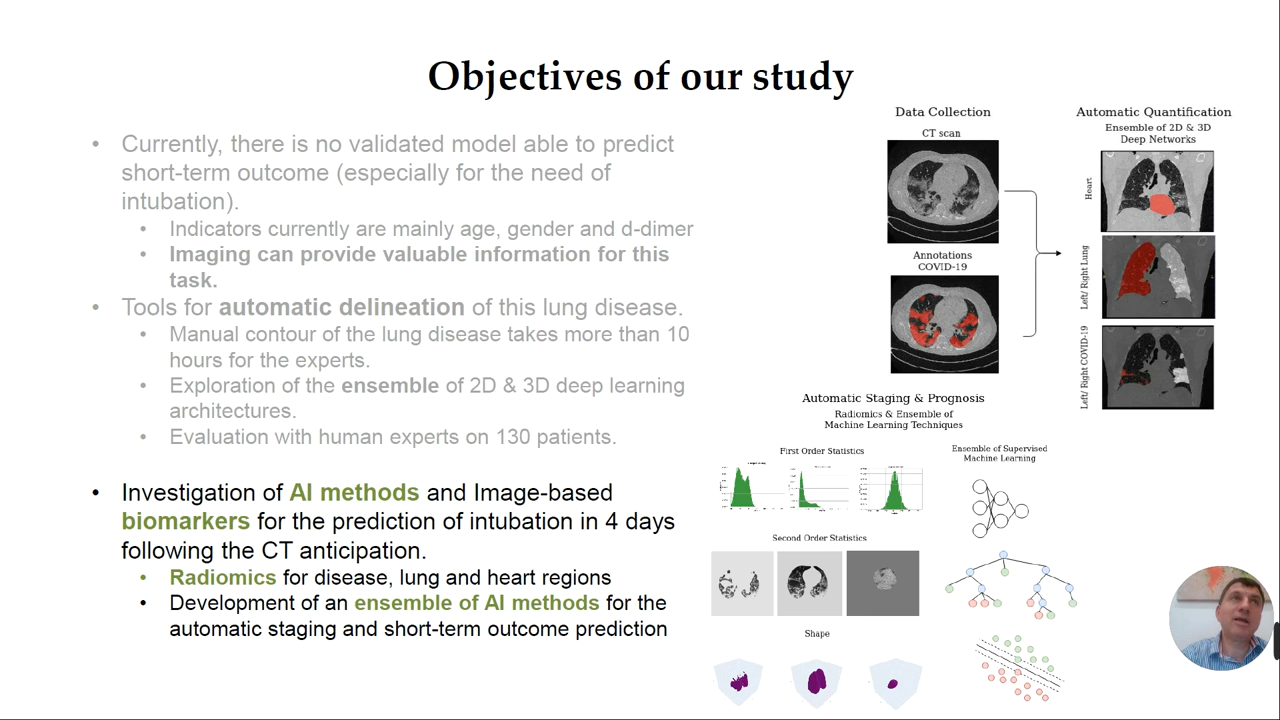 Objectives of our study
• Currently, there is no validated model able to predict
short-term outcome (especially for the need of
intubation).
• Indicators currently are mainly age, gender and d-dimer
• Imaging can provide valuable information for this
task.
• Tools for automatic delineation of this lung disease.
• Manual contour of the lung disease takes more than 10
hours for the experts.
• Exploration of the ensemble of 2D & 3D deep learning
architectures.
• Evaluation with human experts on 130 patients.
• Investigation of AI methods and Image-based
biomarkers for the prediction of intubation in 4 days
following the CT anticipation.
• Radiomics for disease, lung and heart regions
• Development of an ensemble of AI methods for the
automatic staging and short-term outcome prediction
Data Collection
CT scan
Annotations
COVID-19
Automatic Quantification
Ensemble of 2D & 3D
Deep Networks
Heart
Left/ Right Lung
Left/ Right COVID-19
Automatic Staging & Prognosis
Radiomics & Ensemble of
Machine Learning Techniques
First Order Statistics
Second Order Statistics
Shape
Ensemble of Supervised
Machine Learning